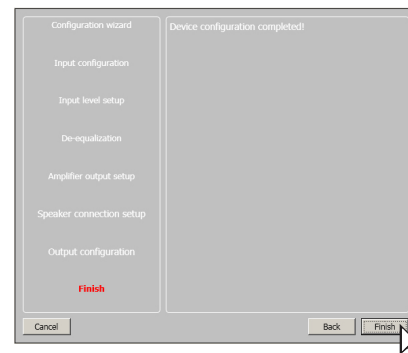 Configuration wizard
Input configuration
Input level setup
De-equalization
Amplifier output setup
Speaker connection setup
Output configuration
Finish
Device configuration completed!
Cancel
Back
Finish